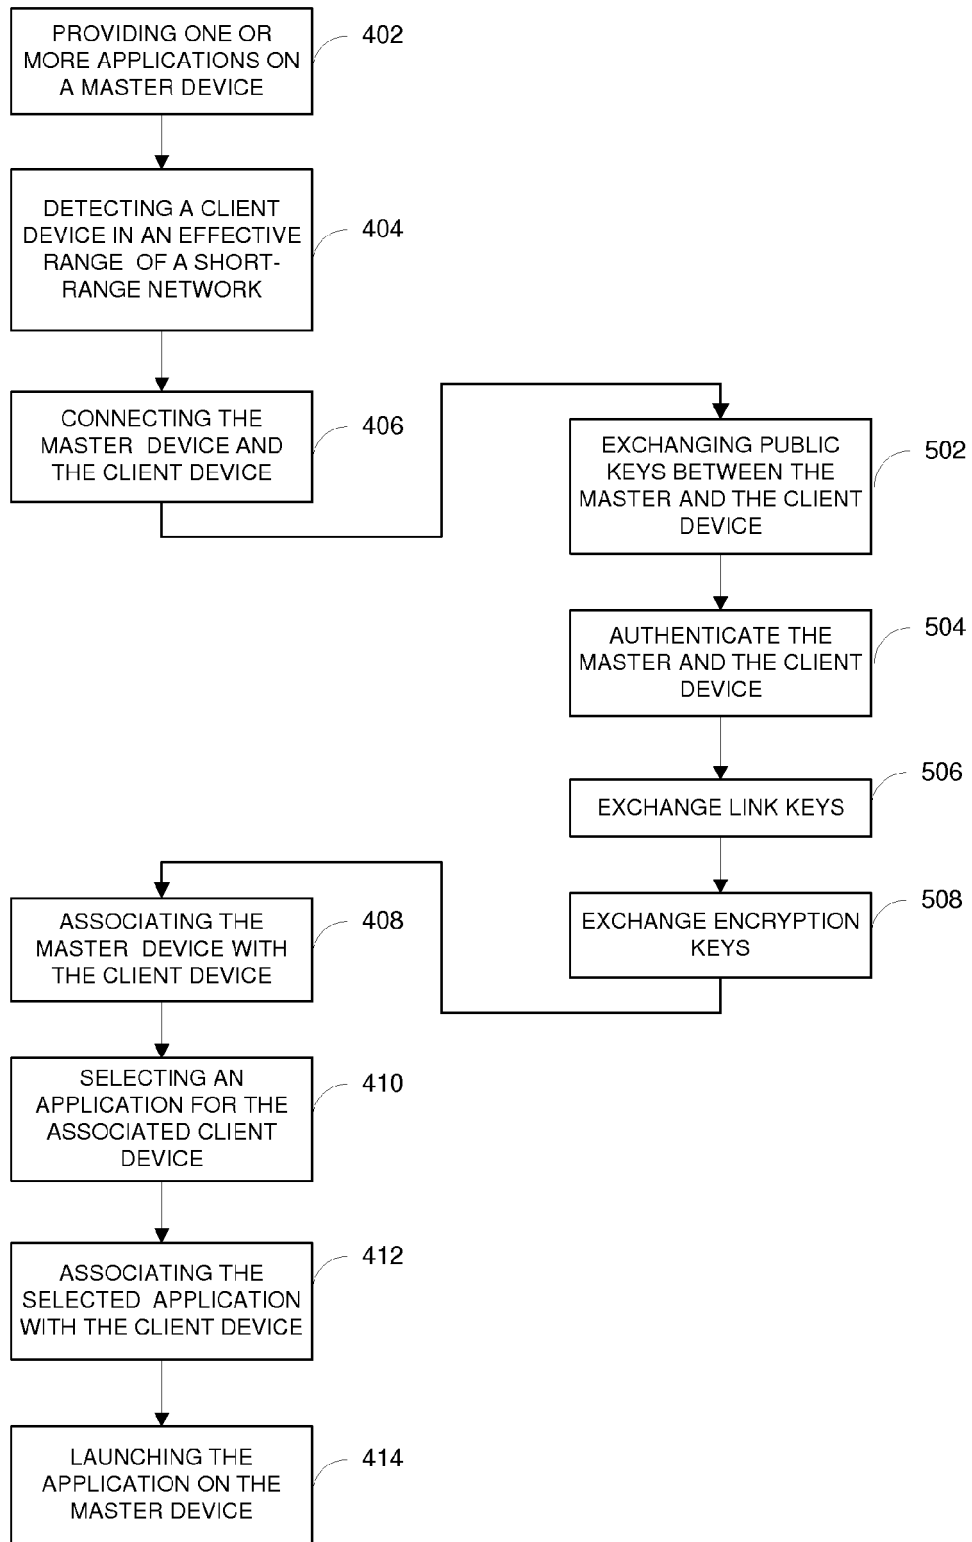 PROVIDING ONE OR
MORE APPLICATIONS ON
A MASTER DEVICE
402
DETECTING A CLIENT
DEVICE IN AN EFFECTIVE
RANGE OF A SHORT-
RANGE NETWORK
404
CONNECTING THE
MASTER DEVICE AND
THE CLIENT DEVICE
406
EXCHANGING PUBLIC
KEYS BETWEEN THE
MASTER AND THE CLIENT
DEVICE
502
AUTHENTICATE THE
MASTER AND THE CLIENT
DEVICE
504
EXCHANGE LINK KEYS
506
EXCHANGE ENCRYPTION
KEYS
508
ASSOCIATING THE
MASTER DEVICE WITH
THE CLIENT DEVICE
408
SELECTING AN
APPLICATION FOR THE
ASSOCIATED CLIENT
DEVICE
410
ASSOCIATING THE
SELECTED APPLICATION
WITH THE CLIENT DEVICE
412
LAUNCHING THE
APPLICATION ON THE
MASTER DEVICE
414